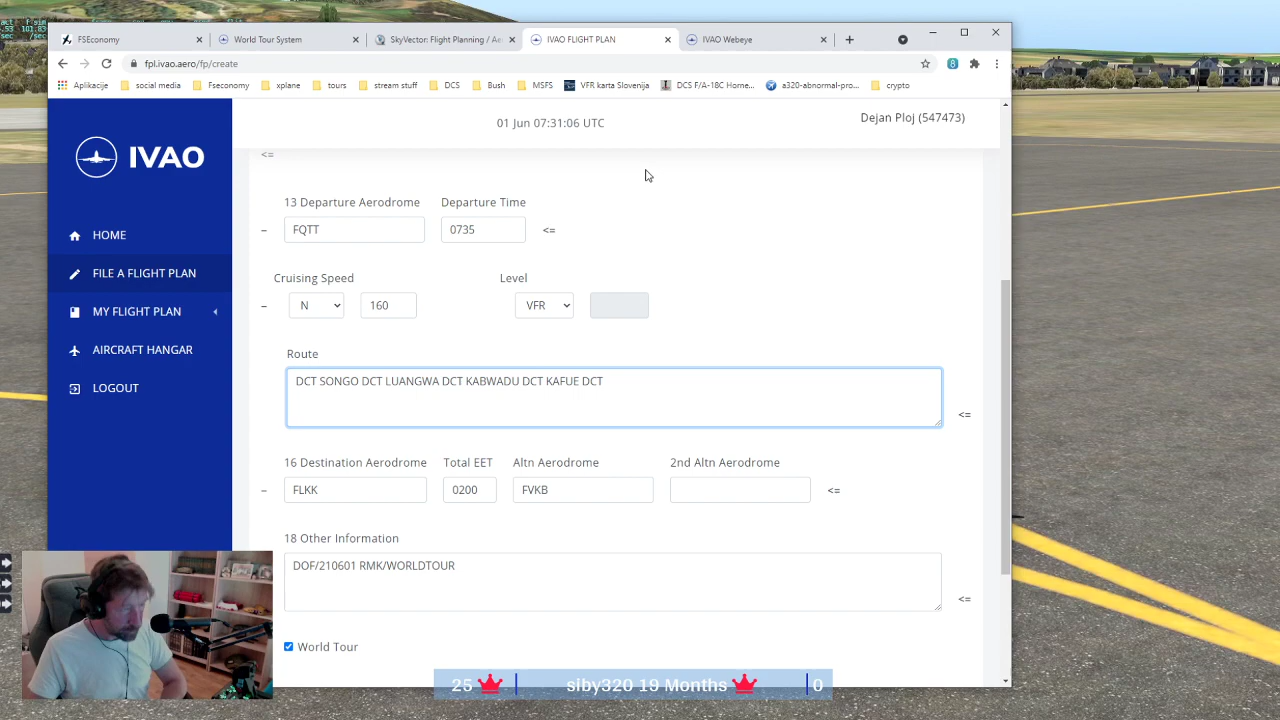 FSEconomy
World Tour System
SkyVector: Flight Planning / Ae
IVAO FLIGHT PLAN
IVAO Webeye
fpl.ivao.aero/fp/create
Aplikacije
social media
Fseconomy
xplane
tours
stream stuff
DCS
Bush
MSFS
VFR karta Slovenija
DCS F/A-18C Horne...
a320-abnormal-pro...
crypto
IVAO
01 Jun 07:31:06 UTC
Dejan Ploj (547473)
<=
HOME
FILE A FLIGHT PLAN
MY FLIGHT PLAN
AIRCRAFT HANGAR
LOGOUT
13 Departure Aerodrome Departure Time
– FQTT 0735 <=
Cruising Speed Level
– N 160 VFR
Route
DCT SONGO DCT LUANGWA DCT KABWADU DCT KAFUE DCT
<=
16 Destination Aerodrome Total EET Altn Aerodrome 2nd Altn Aerodrome
– FLKK 0200 FVKB <=
18 Other Information
DOF/210601 RMK/WORLDTOUR
<=
World Tour
25 siby320 19 Months 0